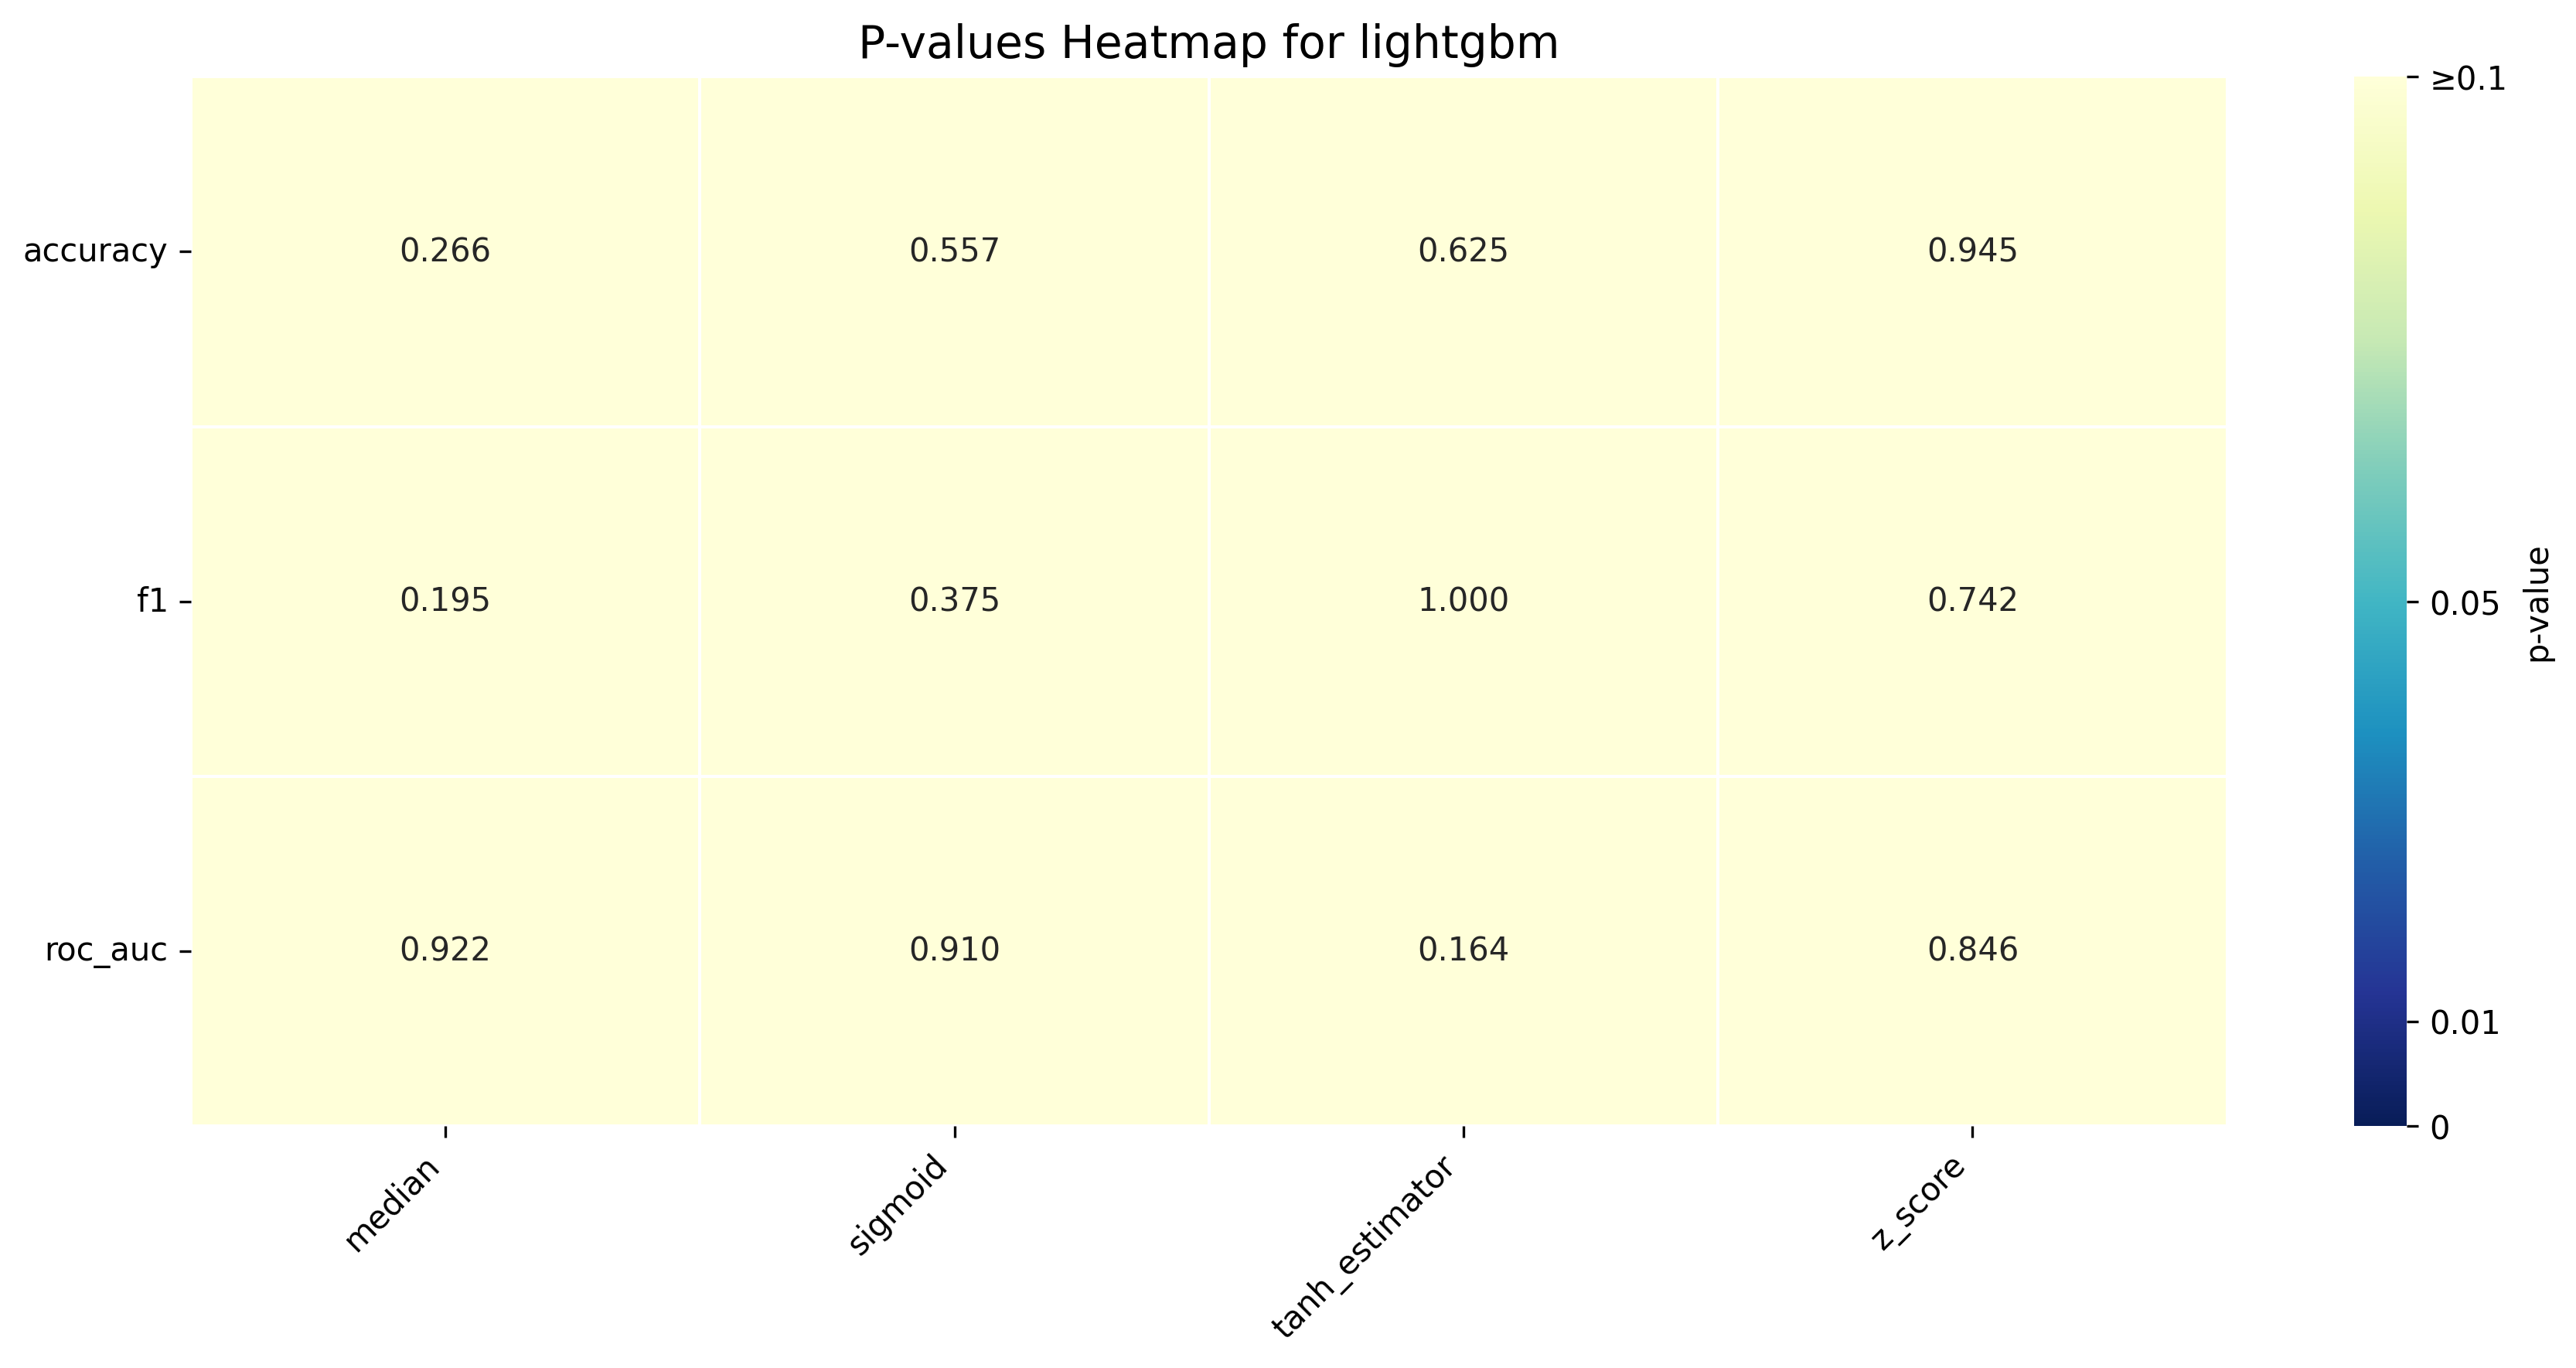 P-values Heatmap for lightgbm
accuracy 0.266 0.557 0.625 0.945
f1 0.195 0.375 1.000 0.742
roc_auc 0.922 0.910 0.164 0.846
median sigmoid tanh_estimator z_score
≥0.1
0.05
0.01
0
p-value